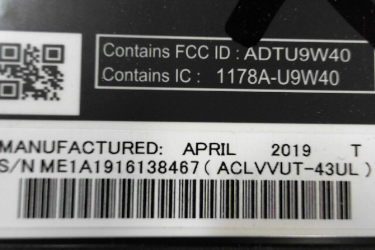 Contains FCC ID : ADTU9W40
Contains IC : 1178A-U9W40
MANUFACTURED: APRIL 2019 T
S/N ME1A1916138467 ( ACLVVUT-43UL )